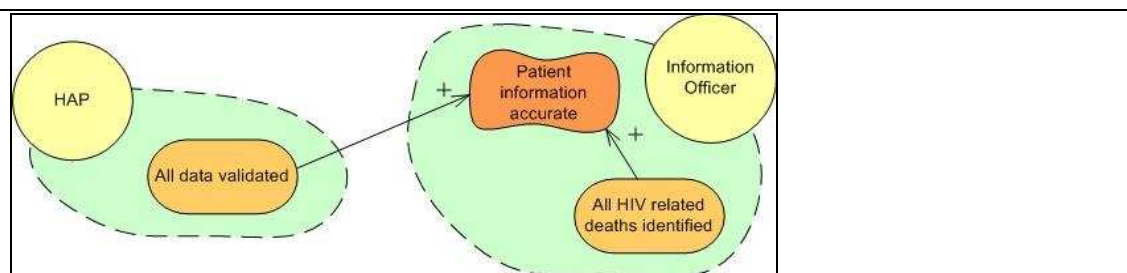 HAP
All data validated
+
Patient
information
accurate
+
Information
Officer
All HIV related
deaths identified